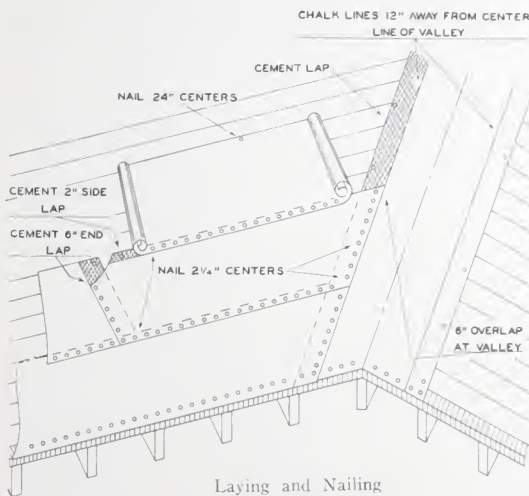 CHALK LINES 12" AWAY FROM CENTER
LINE OF VALLEY
CEMENT LAP
NAIL 24" CENTERS
CEMENT 2" SIDE
LAP
CEMENT 6" END
LAP
NAIL 2¼" CENTERS
6" OVERLAP
AT VALLEY
Laying and Nailing